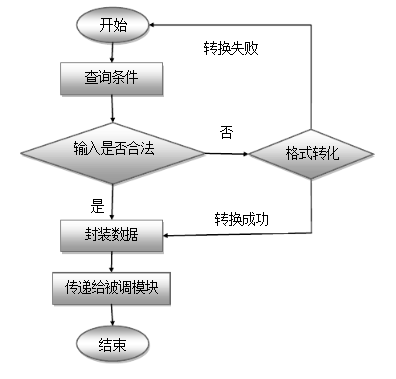 开始
转换失败
查询条件
否
输入是否合法
格式转化
是
转换成功
封装数据
传递给被调模块
结束